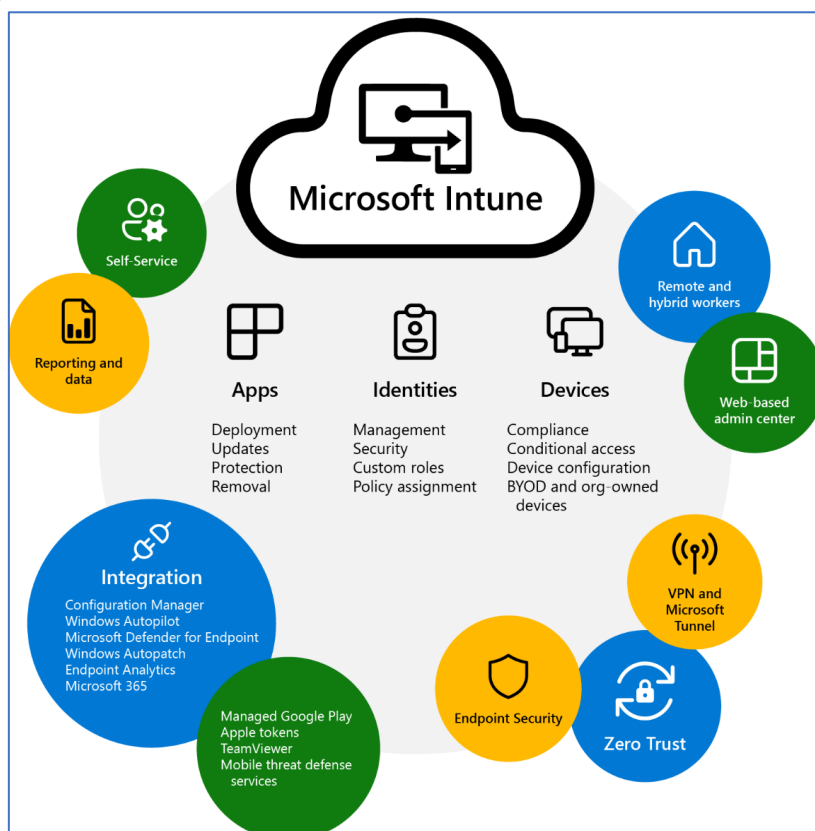 Microsoft Intune
Self-Service
Reporting and
data
Remote and
hybrid workers
Web-based
admin center
Apps
Deployment
Updates
Protection
Removal
Identities
Management
Security
Custom roles
Policy assignment
Devices
Compliance
Conditional access
Device configuration
BYOD and org-owned
devices
Integration
Configuration Manager
Windows Autopilot
Microsoft Defender for Endpoint
Windows Autopatch
Endpoint Analytics
Microsoft 365
Managed Google Play
Apple tokens
TeamViewer
Mobile threat defense
services
Endpoint Security
VPN and
Microsoft
Tunnel
Zero Trust